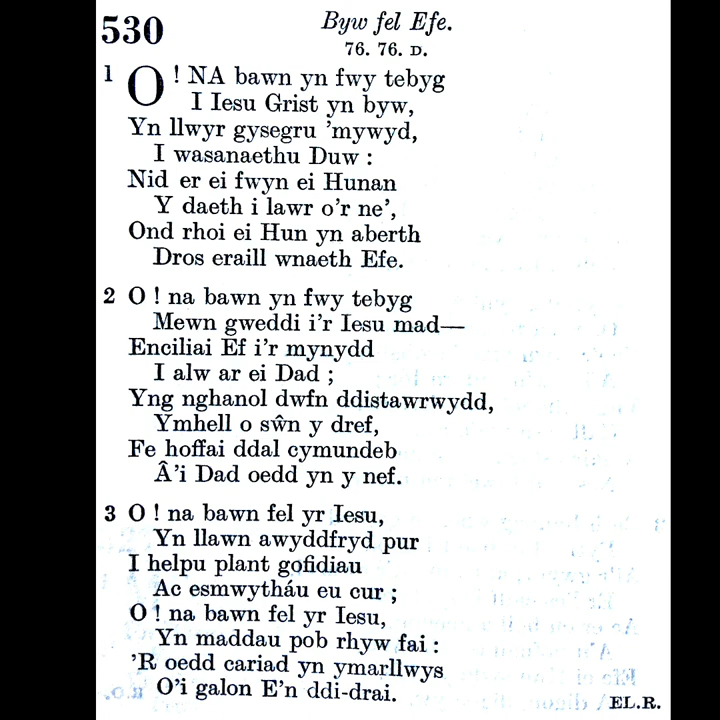 530
Byw fel Efe.
76. 76. D.
1 O! NA bawn yn fwy tebyg
I Iesu Grist yn byw,
Yn llwyr gysegru ’mywyd,
I wasanaethu Duw :
Nid er ei fwyn ei Hunan
Y daeth i lawr o’r ne’,
Ond rhoi ei Hun yn aberth
Dros eraill wnaeth Efe.
2 O ! na bawn yn fwy tebyg
Mewn gweddi i’r Iesu mad—
Enciliai Ef i’r mynydd
I alw ar ei Dad ;
Yng nghanol dwfn ddistawrwydd,
Ymhell o sŵn y dref,
Fe hoffai ddal cymundeb
Â’i Dad oedd yn y nef.
3 O ! na bawn fel yr Iesu,
Yn llawn awyddfryd pur
I helpu plant gofidiau
Ac esmwytháu eu cur ;
O ! na bawn fel yr Iesu,
Yn maddau pob rhyw fai :
’R oedd cariad yn ymarllwys
O’i galon E’n ddi-drai.
EL.R.